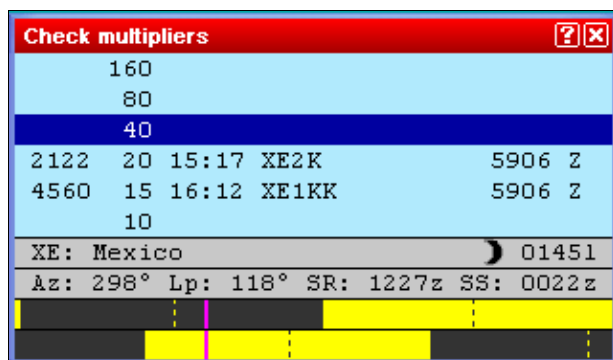 Check multipliers
160
80
40
2122 20 15:17 XE2K 5906 Z
4560 15 16:12 XE1KK 5906 Z
10
XE: Mexico 0145l
Az: 298° Lp: 118° SR: 1227z SS: 0022z